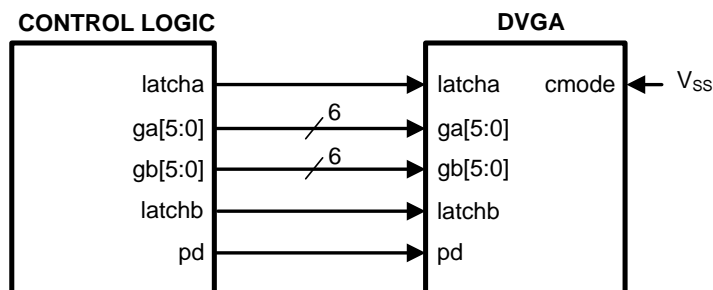 CONTROL LOGIC DVGA
latcha latcha cmode V_SS
ga[5:0] 6 ga[5:0]
gb[5:0] 6 gb[5:0]
latchb latchb
pd pd